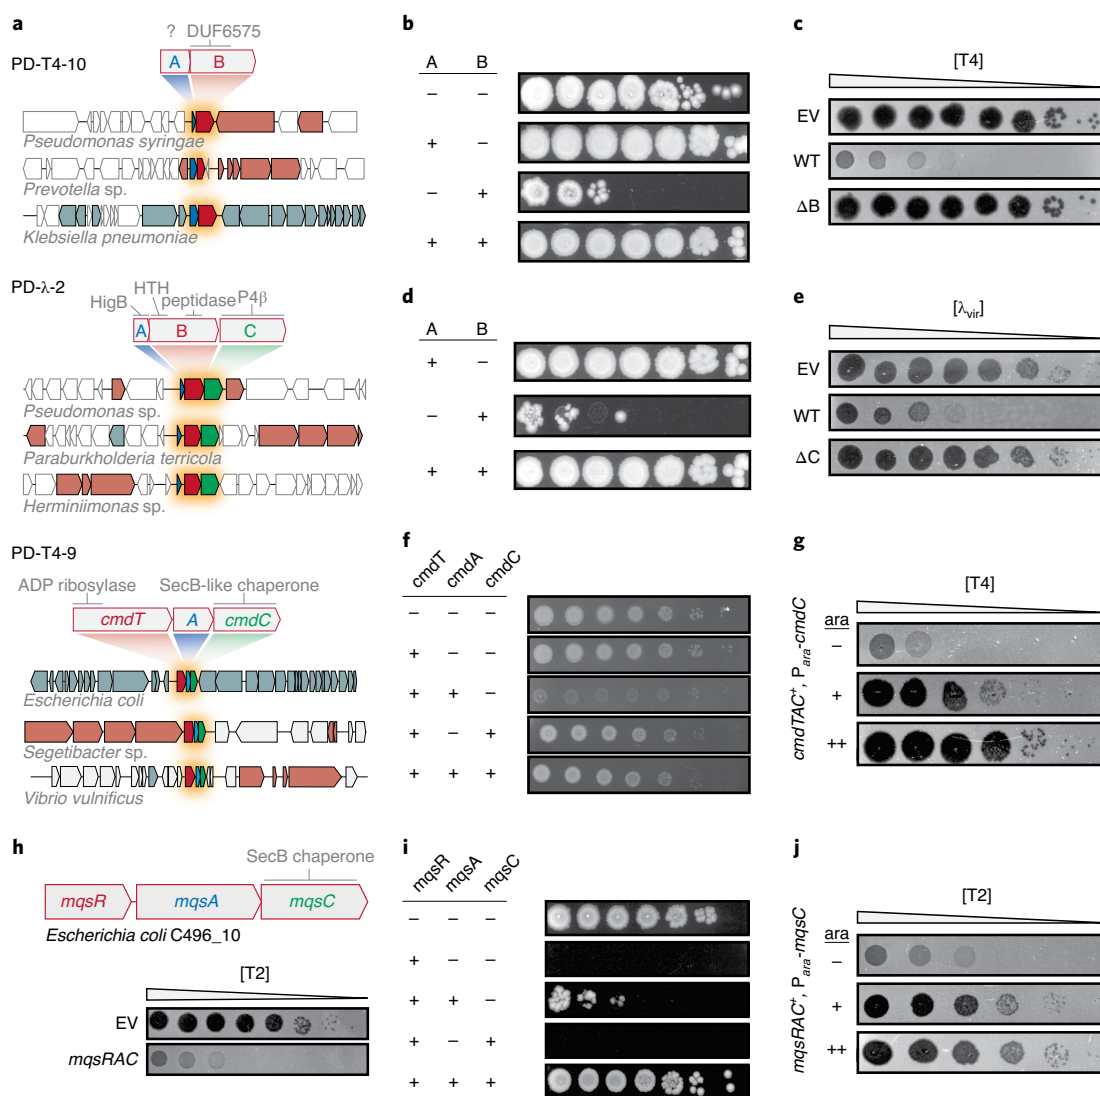 a
? DUF6575
PD-T4-10
A B
Pseudomonas syringae
Prevotella sp.
Klebsiella pneumoniae
PD-λ-2
HigB HTH peptidase P4β
A B C
Pseudomonas sp.
Paraburkholderia terricola
Herminiimonas sp.
PD-T4-9
ADP ribosylase SecB-like chaperone
cmdT A cmdC
Escherichia coli
Segetibacter sp.
Vibrio vulnificus
b
A B
– –
+ –
– +
+ +
c
[T4]
EV
WT
ΔB
d
A B
+ –
– +
+ +
e
[λvir]
EV
WT
ΔC
f
cmdT cmdA cmdC
– – –
+ – –
+ + –
+ – +
+ + +
g
[T4]
cmdTAC+, Para-cmdC
ara
–
+
++
h
SecB chaperone
mqsR mqsA mqsC
Escherichia coli C496_10
[T2]
EV
mqsRAC
i
mqsR mqsA mqsC
– – –
+ – –
+ + –
+ – +
+ + +
j
[T2]
mqsRAC+, Para-mqsC
ara
–
+
++